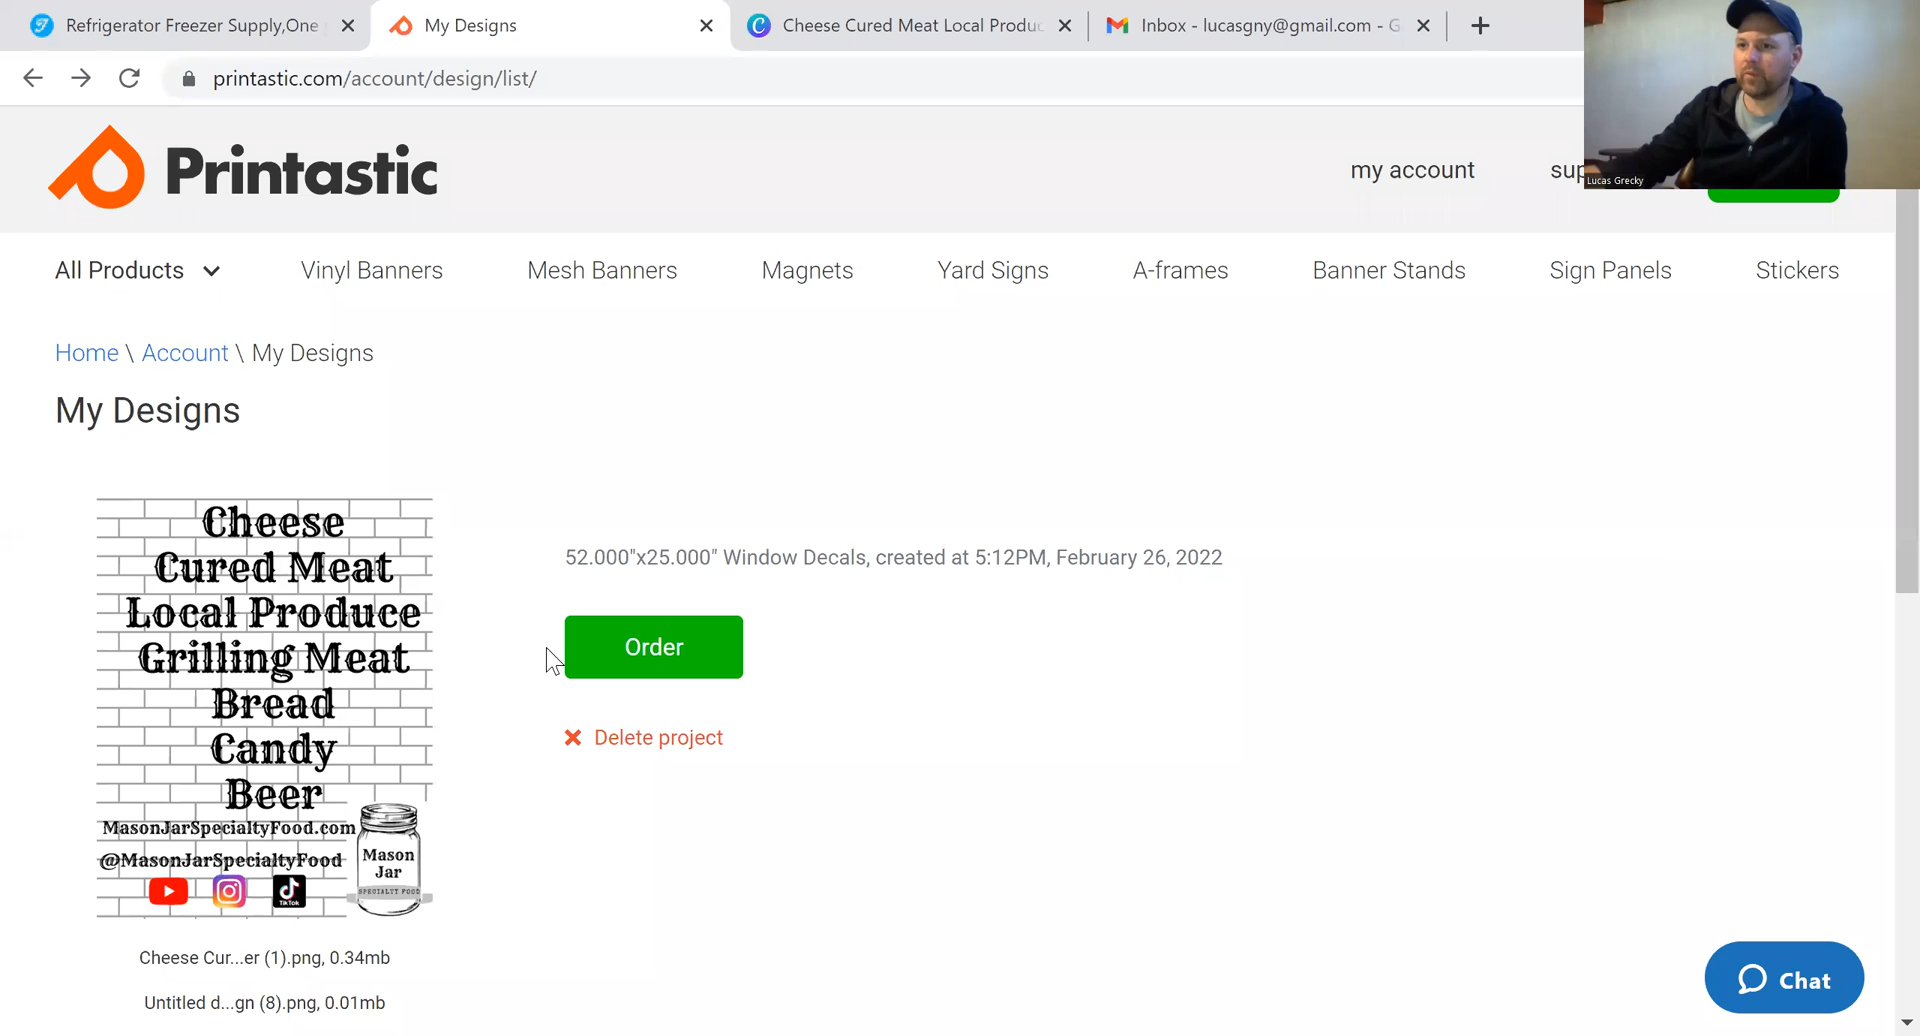 Refrigerator Freezer Supply,One
My Designs
Cheese Cured Meat Local Produc
Inbox - lucasgny@gmail.com - G
printastic.com/account/design/list/
Printastic
my account
sup
Lucas Grecky
All Products
Vinyl Banners
Mesh Banners
Magnets
Yard Signs
A-frames
Banner Stands
Sign Panels
Stickers
Home \ Account \ My Designs
My Designs
Cheese
Cured Meat
Local Produce
Grilling Meat
Bread
Candy
Beer
MasonJarSpecialtyFood.com
@MasonJarSpecialtyFood
TikTok
Mason
Jar
SPECIALTY FOOD
52.000"x25.000" Window Decals, created at 5:12PM, February 26, 2022
Order
Delete project
Cheese Cur...er (1).png, 0.34mb
Untitled d...gn (8).png, 0.01mb
Chat